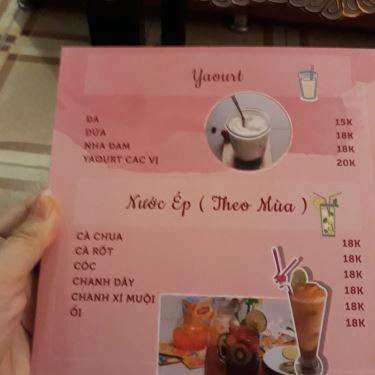 Yaourt
ĐÁ 15K
DỪA 18K
NHA ĐAM 18K
YAOURT CÁC VỊ 20K
Nước Ép ( Theo Mùa )
CÀ CHUA 18K
CÀ RỐT 18K
CÓC 18K
CHANH DÂY 18K
CHANH XÍ MUỘI 18K
ỔI 18K